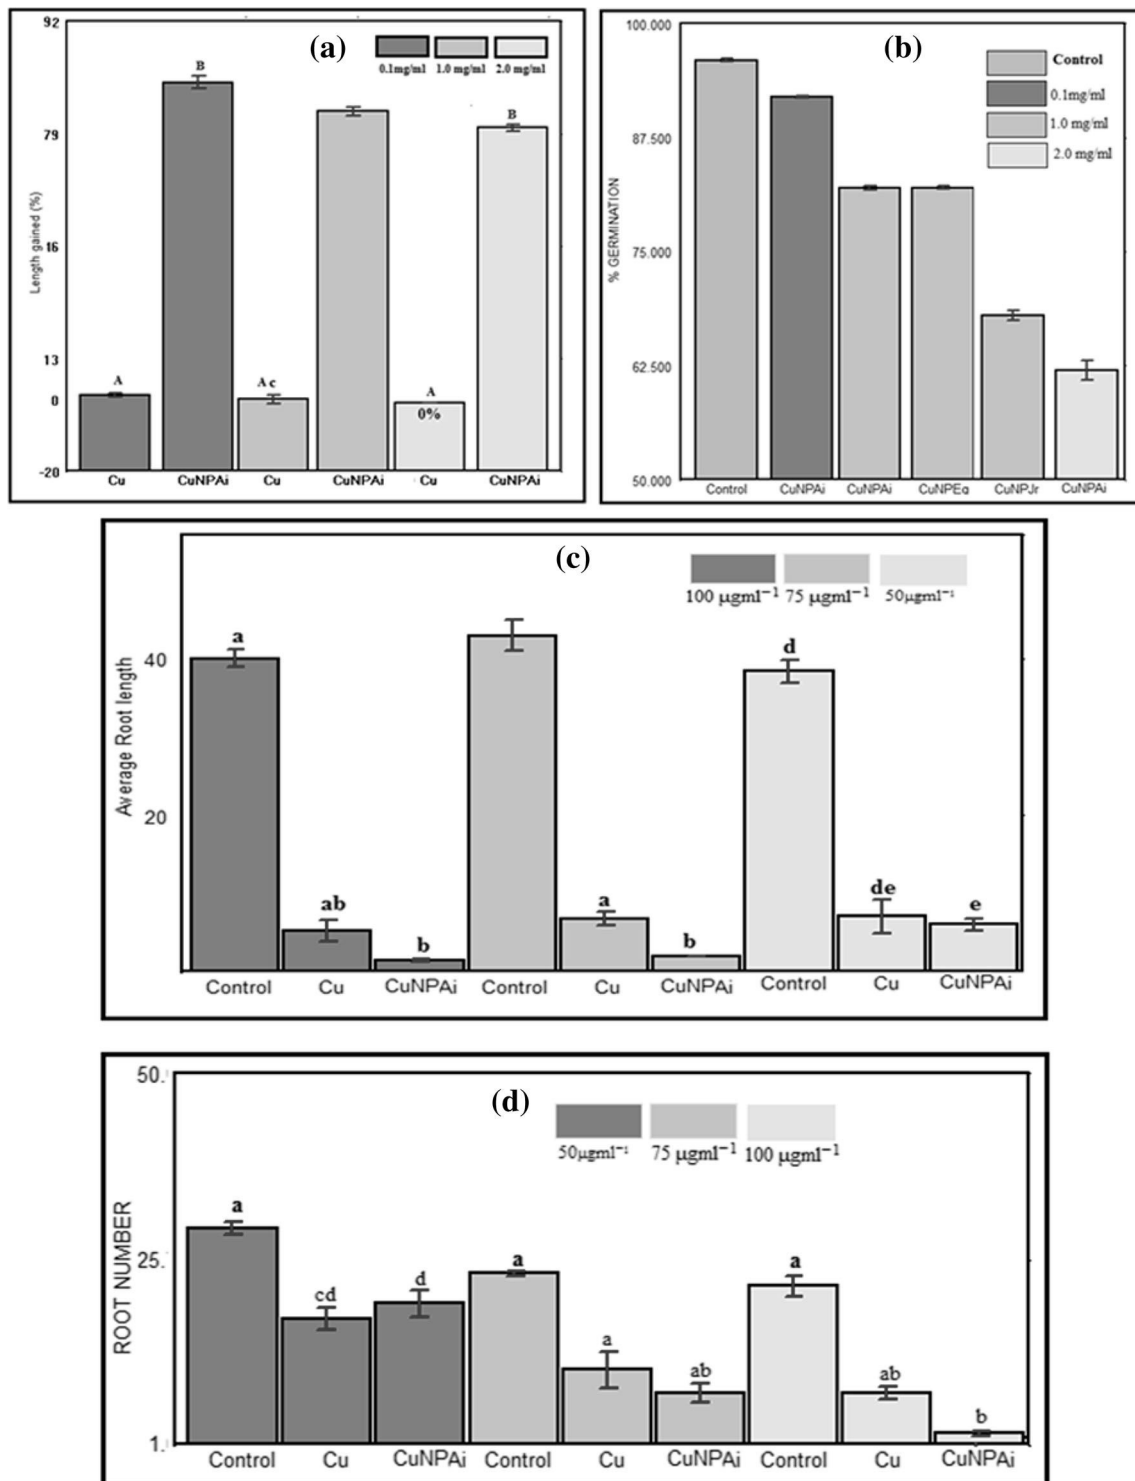 92
(a)
0.1mg/ml 1.0 mg/ml 2.0 mg/ml
B
79
B
Length gained (%)
16
13
A
A c
A
0
0%
-20
Cu CuNPAi Cu CuNPAi Cu CuNPAi
100.000
(b)
Control
0.1mg/ml
1.0 mg/ml
2.0 mg/ml
87.500
% GERMINATION
75.000
62.500
50.000
Control CuNPAi CuNPAi CuNPEg CuNPJr CuNPAi
(c)
100 µgml⁻¹ 75 µgml⁻¹ 50µgml⁻¹
a
d
40
Average Root length
20
ab
a
de
e
b
b
Control Cu CuNPAi Control Cu CuNPAi Control Cu CuNPAi
50.
(d)
50µgml⁻¹ 75 µgml⁻¹ 100 µgml⁻¹
a
ROOT NUMBER
25.
a
a
cd
d
a
ab
ab
b
1.
Control Cu CuNPAi Control Cu CuNPAi Control Cu CuNPAi